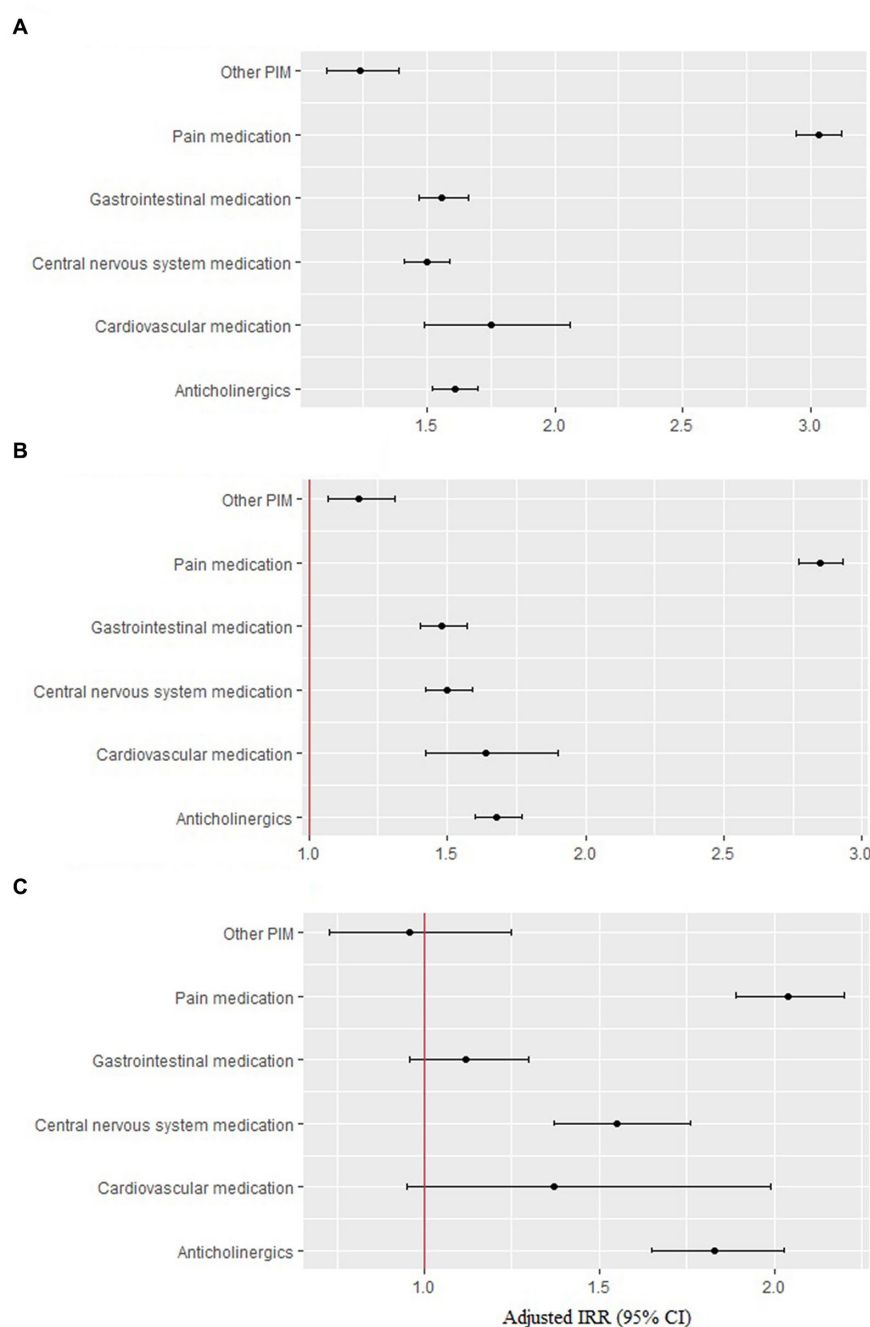 A
Other PIM
Pain medication
Gastrointestinal medication
Central nervous system medication
Cardiovascular medication
Anticholinergics
1.5 2.0 2.5 3.0
B
Other PIM
Pain medication
Gastrointestinal medication
Central nervous system medication
Cardiovascular medication
Anticholinergics
1.0 1.5 2.0 2.5 3.0
C
Other PIM
Pain medication
Gastrointestinal medication
Central nervous system medication
Cardiovascular medication
Anticholinergics
1.0 1.5 2.0
Adjusted IRR (95% CI)